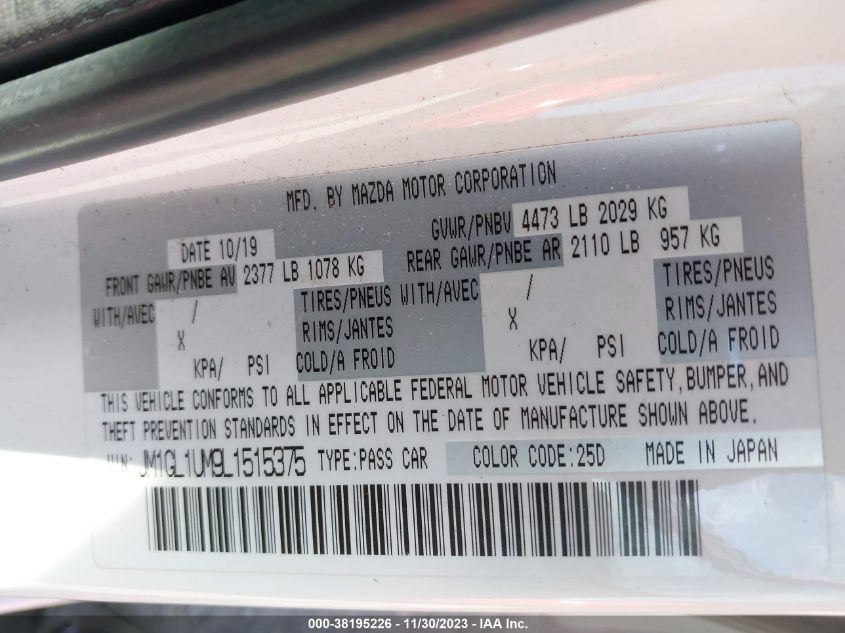 MFD. BY MAZDA MOTOR CORPORATION
DATE 10/19 GVWR/PNBV 4473 LB 2029 KG
FRONT GAWR/PNBE AV 2377 LB 1078 KG REAR GAWR/PNBE AR 2110 LB 957 KG
WITH/AVEC / TIRES/PNEUS WITH/AVEC / TIRES/PNEUS
X RIMS/JANTES X RIMS/JANTES
KPA/ PSI COLD/A FROID KPA/ PSI COLD/A FROID
THIS VEHICLE CONFORMS TO ALL APPLICABLE FEDERAL MOTOR VEHICLE SAFETY, BUMPER, AND
THEFT PREVENTION STANDARDS IN EFFECT ON THE DATE OF MANUFACTURE SHOWN ABOVE.
VIN: JM1GL1UM9L1515375 TYPE:PASS CAR COLOR CODE:25D MADE IN JAPAN
000-38195226 - 11/30/2023 - IAA Inc.